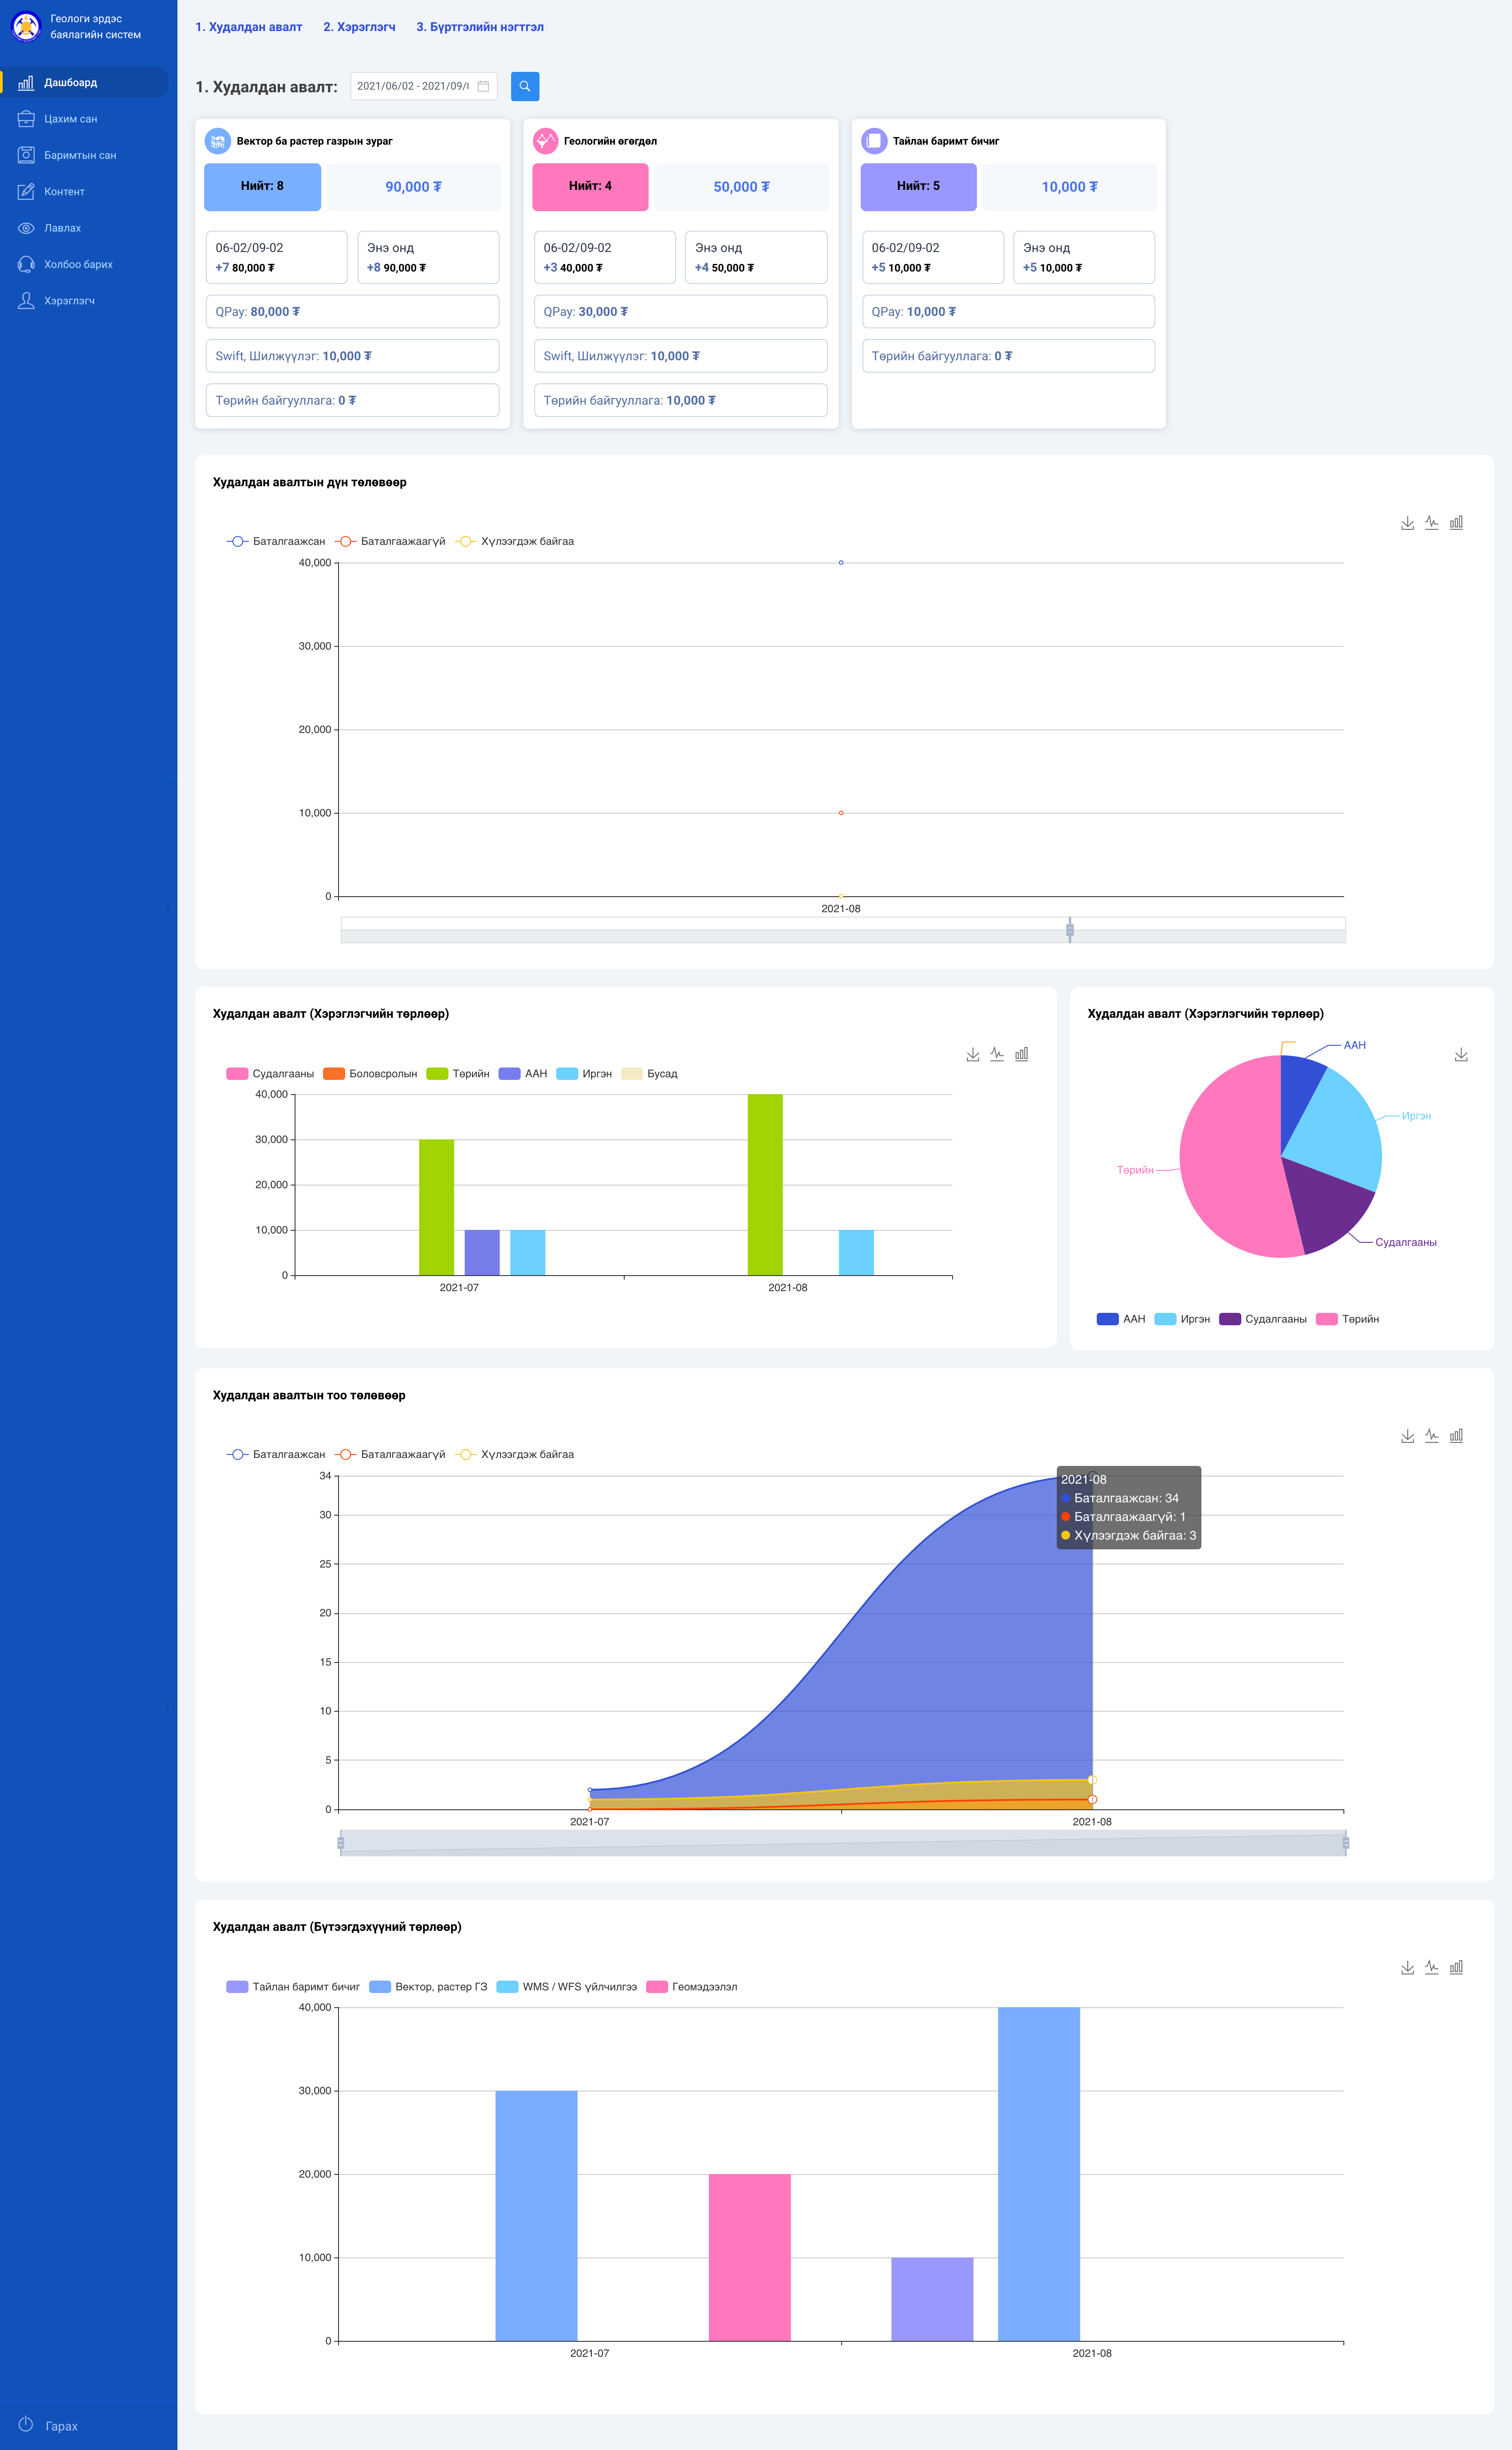 Геологи эрдэс
баялагийн систем
Дашбоард
Цахим сан
Баримтын сан
Контент
Лавлах
Холбоо барих
Хэрэглэгч
Гарах
1. Худалдан авалт 2. Хэрэглэгч 3. Бүртгэлийн нэгтгэл
1. Худалдан авалт: 2021/06/02 - 2021/09/
Вектор ба растер газрын зураг
Нийт: 8 90,000 ₮
06-02/09-02 Энэ онд
+7 80,000 ₮ +8 90,000 ₮
QPay: 80,000 ₮
Swift, Шилжүүлэг: 10,000 ₮
Төрийн байгууллага: 0 ₮
Геологийн өгөгдөл
Нийт: 4 50,000 ₮
06-02/09-02 Энэ онд
+3 40,000 ₮ +4 50,000 ₮
QPay: 30,000 ₮
Swift, Шилжүүлэг: 10,000 ₮
Төрийн байгууллага: 10,000 ₮
Тайлан баримт бичиг
Нийт: 5 10,000 ₮
06-02/09-02 Энэ онд
+5 10,000 ₮ +5 10,000 ₮
QPay: 10,000 ₮
Төрийн байгууллага: 0 ₮
Худалдан авалтын дүн төлөвөөр
Баталгаажсан Баталгаажаагүй Хүлээгдэж байгаа
40,000
30,000
20,000
10,000
0
2021-08
Худалдан авалт (Хэрэглэгчийн төрлөөр)
Судалгааны Боловсролын Төрийн ААН Иргэн Бусад
40,000
30,000
20,000
10,000
0
2021-07 2021-08
Худалдан авалт (Хэрэглэгчийн төрлөөр)
ААН
Иргэн
Төрийн
Судалгааны
ААН Иргэн Судалгааны Төрийн
Худалдан авалтын тоо төлөвөөр
Баталгаажсан Баталгаажаагүй Хүлээгдэж байгаа
34
30
25
20
15
10
5
0
2021-08
Баталгаажсан: 34
Баталгаажаагүй: 1
Хүлээгдэж байгаа: 3
2021-07 2021-08
Худалдан авалт (Бүтээгдэхүүний төрлөөр)
Тайлан баримт бичиг Вектор, растер ГЗ WMS / WFS үйлчилгээ Геомэдээлэл
40,000
30,000
20,000
10,000
0
2021-07 2021-08